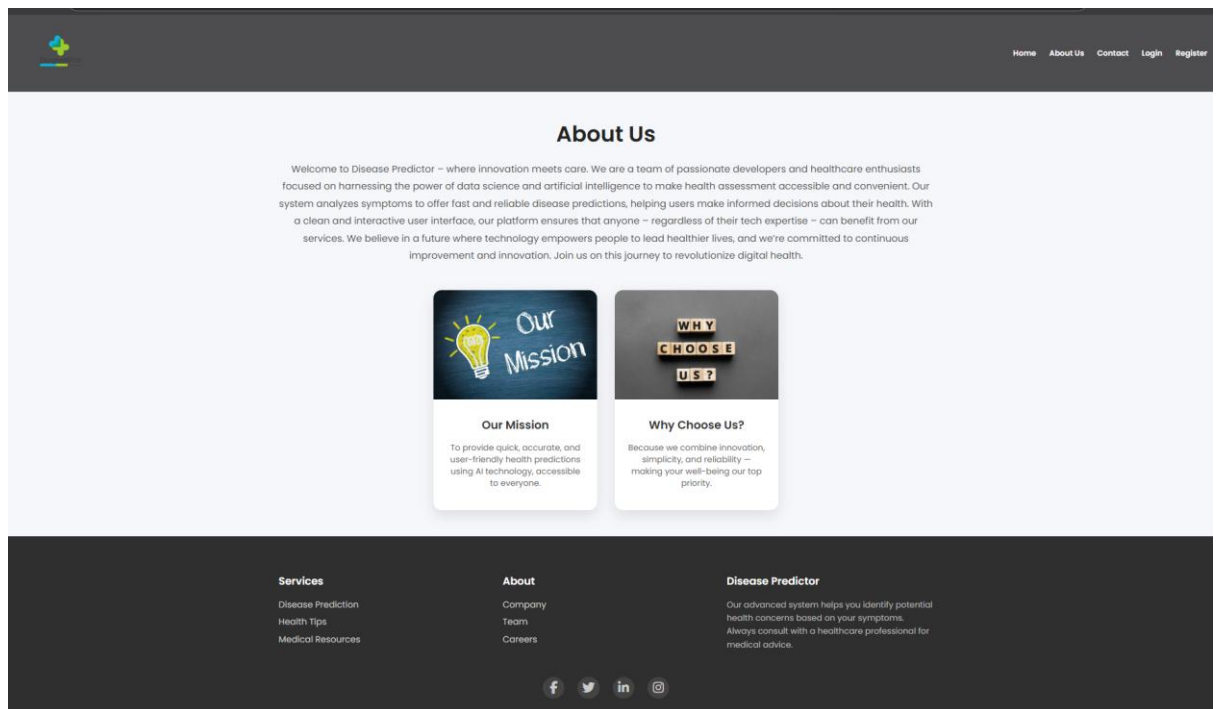 Home About Us Contact Login Register
About Us
Welcome to Disease Predictor – where innovation meets care. We are a team of passionate developers and healthcare enthusiasts
focused on harnessing the power of data science and artificial intelligence to make health assessment accessible and convenient. Our
system analyzes symptoms to offer fast and reliable disease predictions, helping users make informed decisions about their health. With
a clean and interactive user interface, our platform ensures that anyone – regardless of their tech expertise – can benefit from our
services. We believe in a future where technology empowers people to lead healthier lives, and we're committed to continuous
improvement and innovation. Join us on this journey to revolutionize digital health.
Our
Mission
WHY
CHOOSE
US?
Our Mission
To provide quick, accurate, and
user-friendly health predictions
using AI technology, accessible
to everyone.
Why Choose Us?
Because we combine innovation,
simplicity, and reliability —
making your well-being our top
priority.
Services
Disease Prediction
Health Tips
Medical Resources
About
Company
Team
Careers
Disease Predictor
Our advanced system helps you identify potential
health concerns based on your symptoms.
Always consult with a healthcare professional for
medical advice.